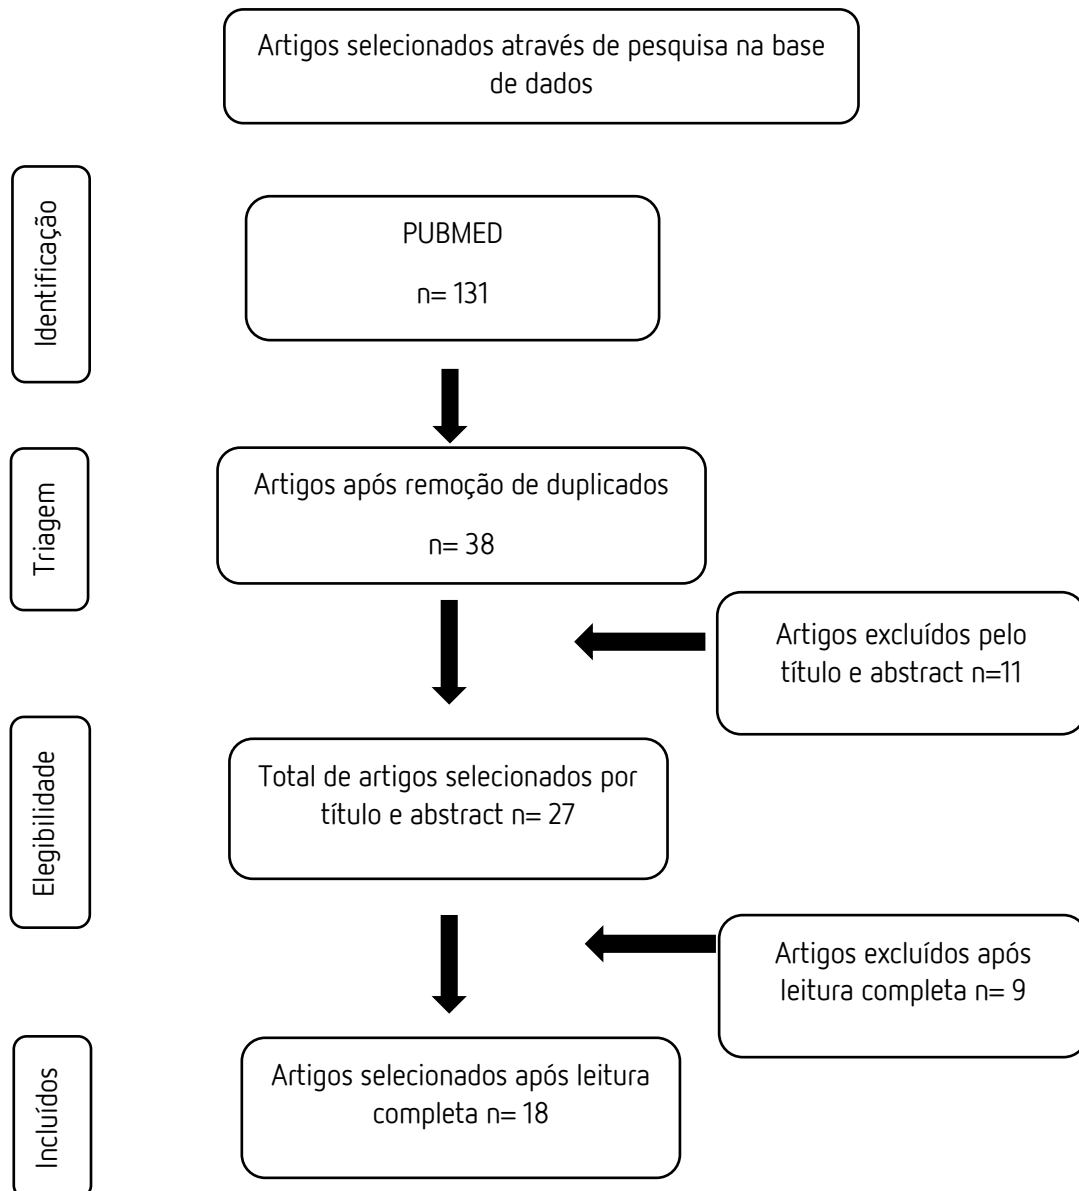 Artigos selecionados através de pesquisa na base
de dados
Identificação
PUBMED
n= 131
Triagem
Artigos após remoção de duplicados
n= 38
Artigos excluídos pelo
título e abstract n=11
Elegibilidade
Total de artigos selecionados por
título e abstract n= 27
Artigos excluídos após
leitura completa n= 9
Incluídos
Artigos selecionados após leitura
completa n= 18